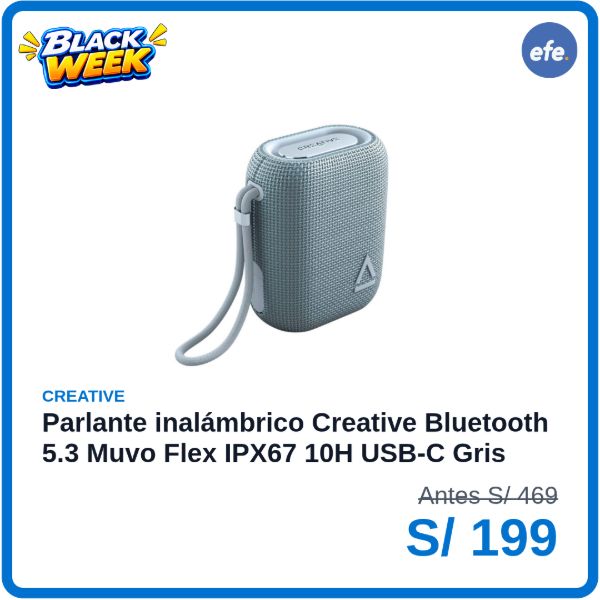 BLACK
WEEK
efe.
CREATIVE
CREATIVE
Parlante inalámbrico Creative Bluetooth
5.3 Muvo Flex IPX67 10H USB-C Gris
Antes S/ 469
S/ 199